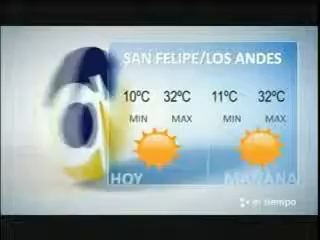 SAN FELIPE/LOS ANDES
10ºC 32ºC 11ºC 32ºC
MIN MAX MIN MAX
HOY MAÑANA
el tiempo